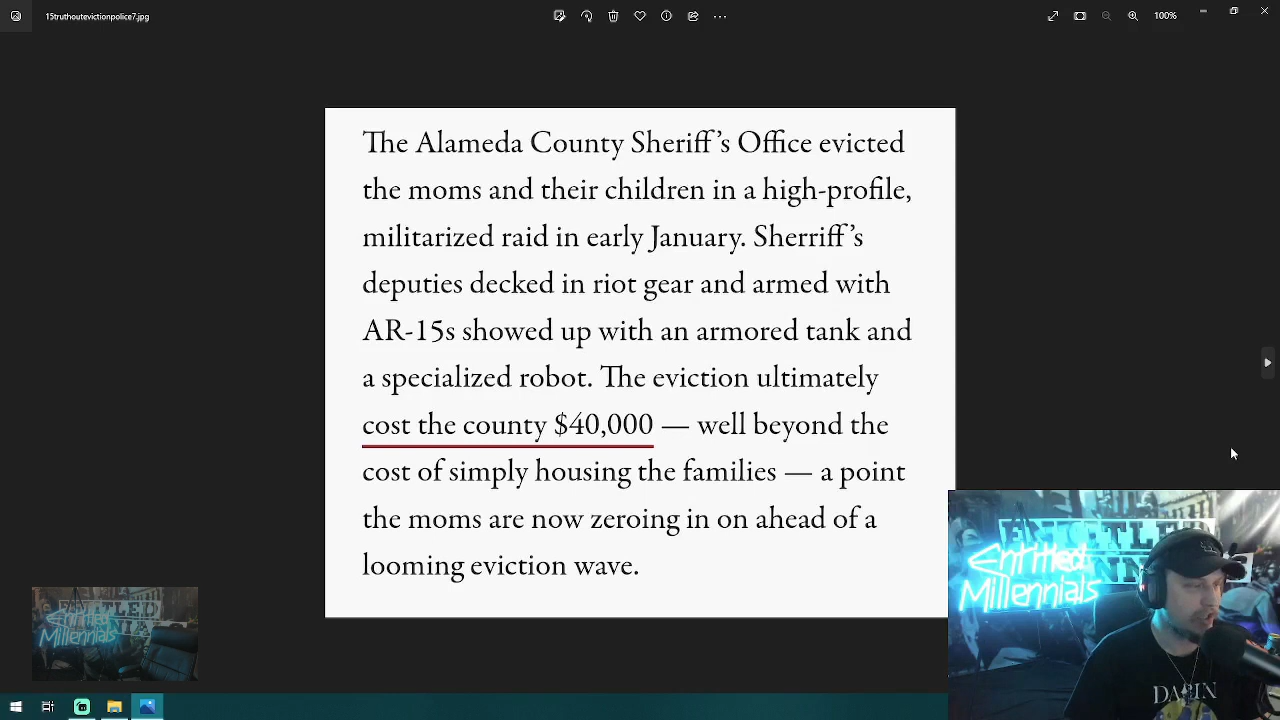 15truthoutevictionpolice7.jpg
100%
The Alameda County Sheriff's Office evicted
the moms and their children in a high-profile,
militarized raid in early January. Sherriff's
deputies decked in riot gear and armed with
AR-15s showed up with an armored tank and
a specialized robot. The eviction ultimately
cost the county $40,000 — well beyond the
cost of simply housing the families — a point
the moms are now zeroing in on ahead of a
looming eviction wave.
Entitled
Millennials
Entitled
Millennials